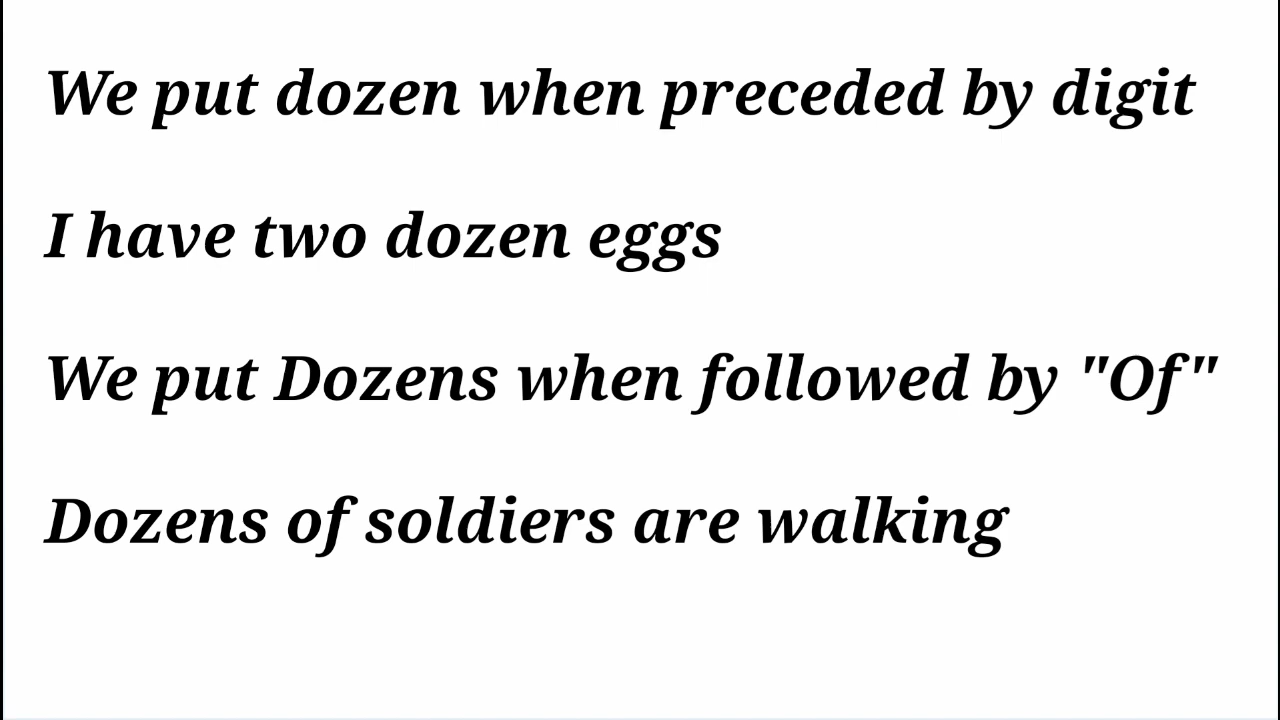 We put dozen when preceded by digit
I have two dozen eggs
We put Dozens when followed by "Of"
Dozens of soldiers are walking